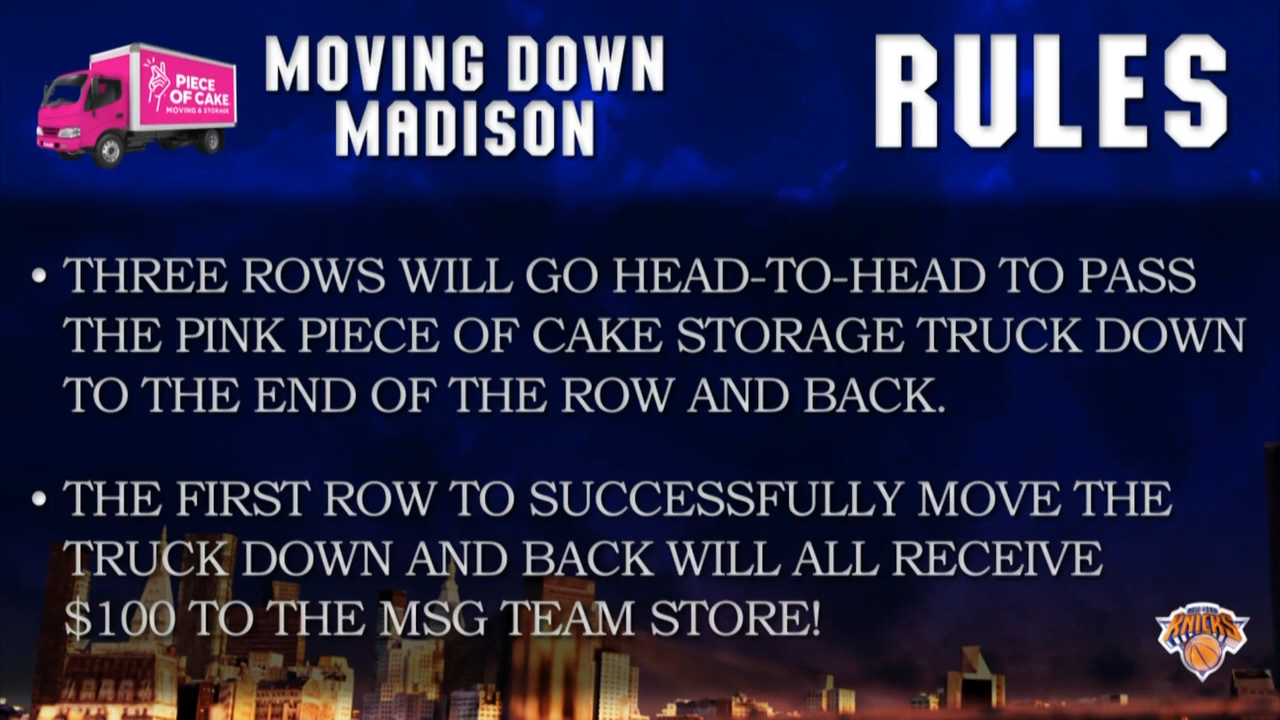 PIECE
OF CAKE
MOVING & STORAGE
MOVING DOWN
MADISON
RULES
• THREE ROWS WILL GO HEAD-TO-HEAD TO PASS
THE PINK PIECE OF CAKE STORAGE TRUCK DOWN
TO THE END OF THE ROW AND BACK.
• THE FIRST ROW TO SUCCESSFULLY MOVE THE
TRUCK DOWN AND BACK WILL ALL RECEIVE
$100 TO THE MSG TEAM STORE!
NEW YORK
KNICKS